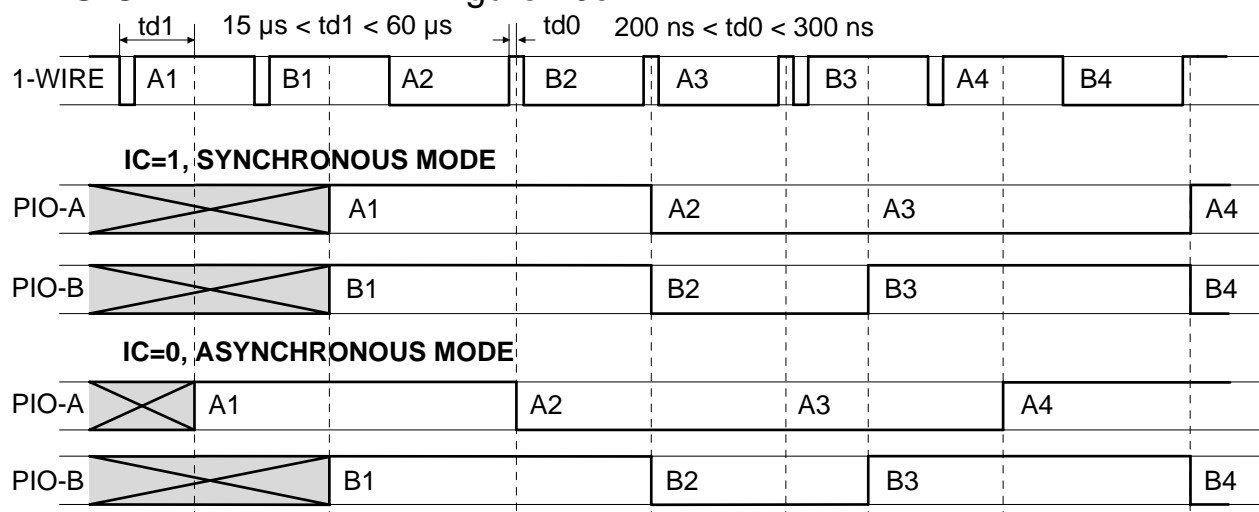 td1 15 µs < td1 < 60 µs td0 200 ns < td0 < 300 ns
1-WIRE A1 B1 A2 B2 A3 B3 A4 B4
IC=1, SYNCHRONOUS MODE
PIO-A A1 A2 A3 A4
PIO-B B1 B2 B3 B4
IC=0, ASYNCHRONOUS MODE
PIO-A A1 A2 A3 A4
PIO-B B1 B2 B3 B4